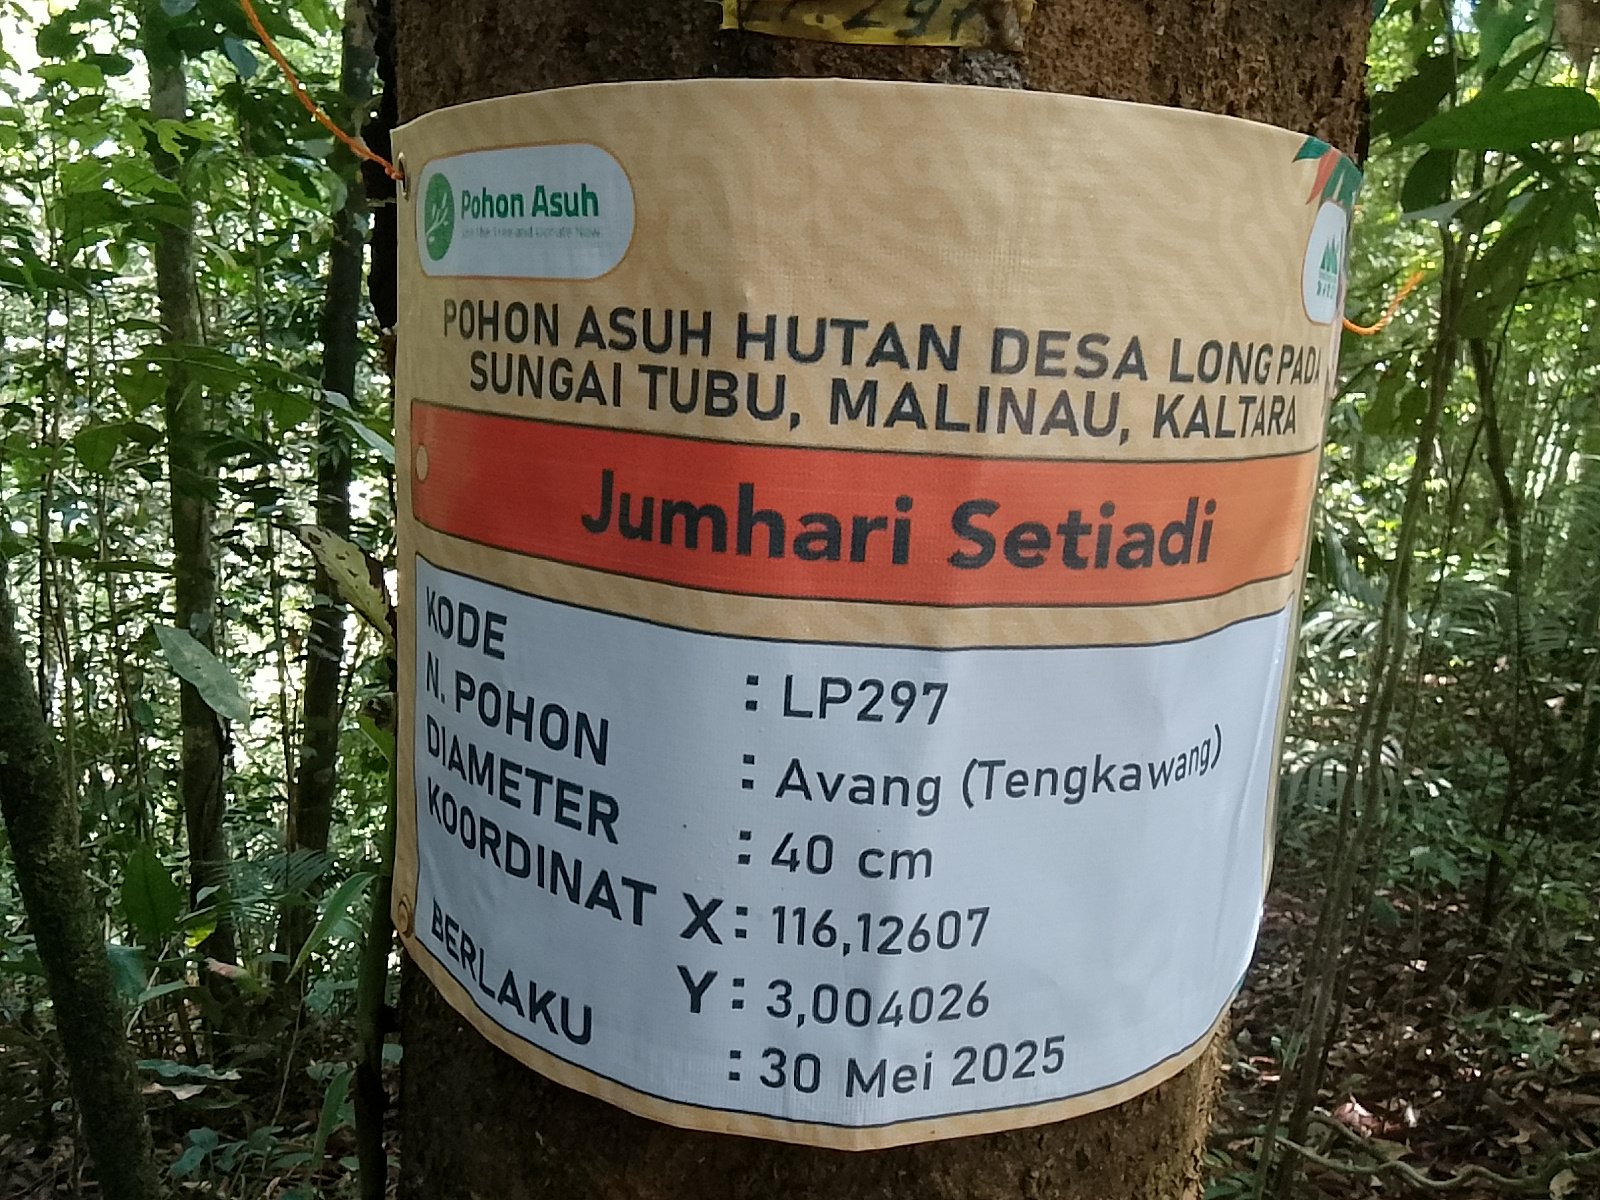 Pohon Asuh
POHON ASUH HUTAN DESA LONG PADA
SUNGAI TUBU, MALINAU, KALTARA
Jumhari Setiadi
KODE : LP297
N. POHON : Avang (Tengkawang)
DIAMETER : 40 cm
KOORDINAT X : 116,12607
Y : 3,004026
BERLAKU : 30 Mei 2025